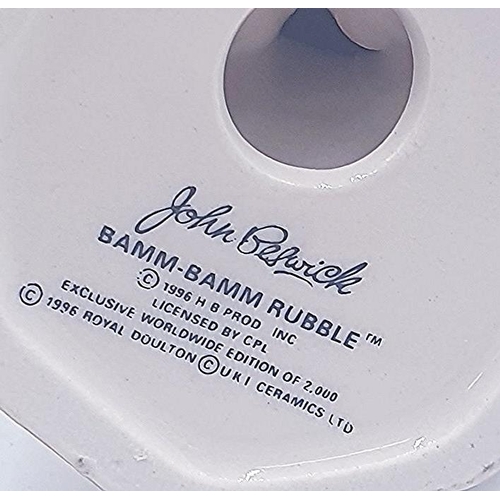 John Beswick
BAMM-BAMM RUBBLE™
© 1996 H B PROD INC
LICENSED BY CPL
EXCLUSIVE WORLDWIDE EDITION OF 2,000
© 1996 ROYAL DOULTON © U K I CERAMICS LTD